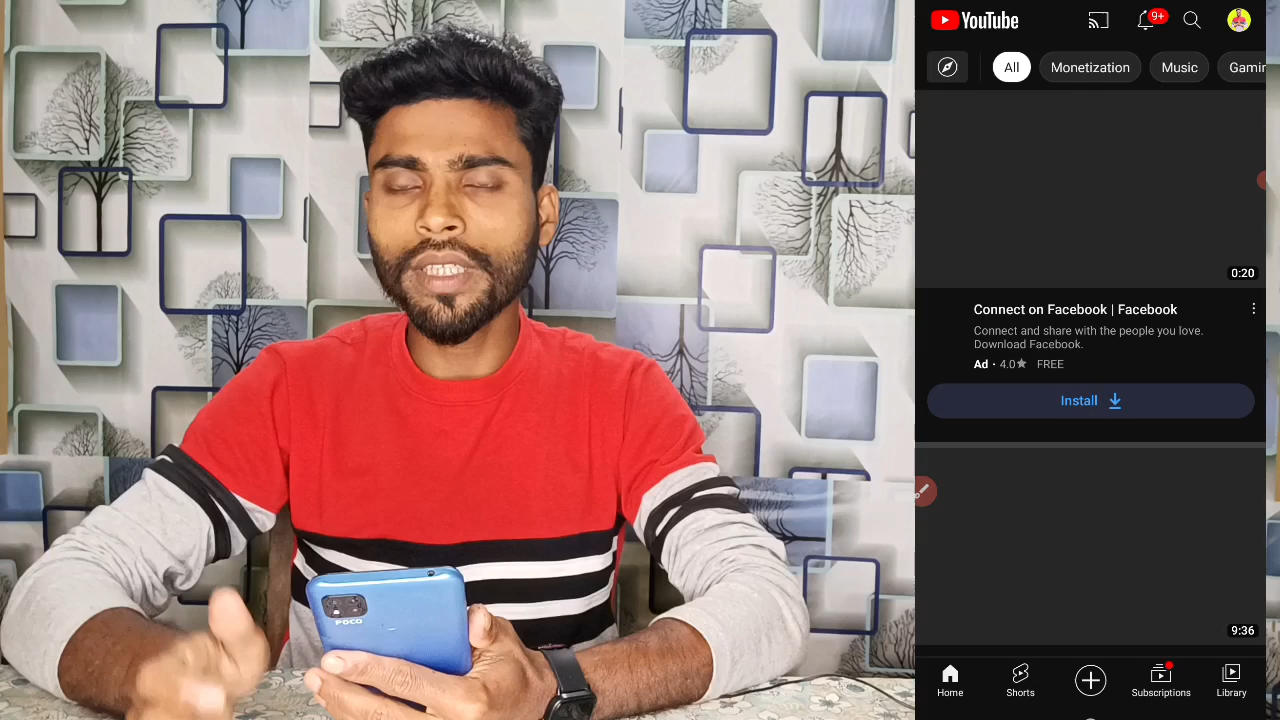 YouTube
9+
All
Monetization
Music
Gamin
0:20
Connect on Facebook | Facebook
Connect and share with the people you love.
Download Facebook.
Ad · 4.0★ FREE
Install
9:36
Home
Shorts
Subscriptions
Library
POCO